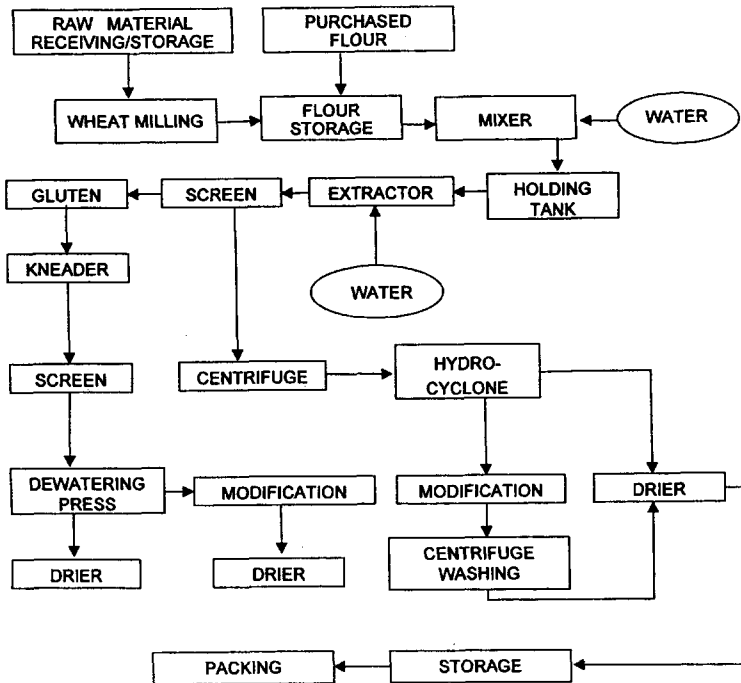 RAW MATERIAL
RECEIVING/STORAGE
PURCHASED
FLOUR
WHEAT MILLING
FLOUR
STORAGE
MIXER
WATER
GLUTEN
SCREEN
EXTRACTOR
HOLDING
TANK
KNEADER
WATER
SCREEN
CENTRIFUGE
HYDRO-
CYCLONE
DEWATERING
PRESS
MODIFICATION
MODIFICATION
DRIER
DRIER
DRIER
CENTRIFUGE
WASHING
PACKING
STORAGE